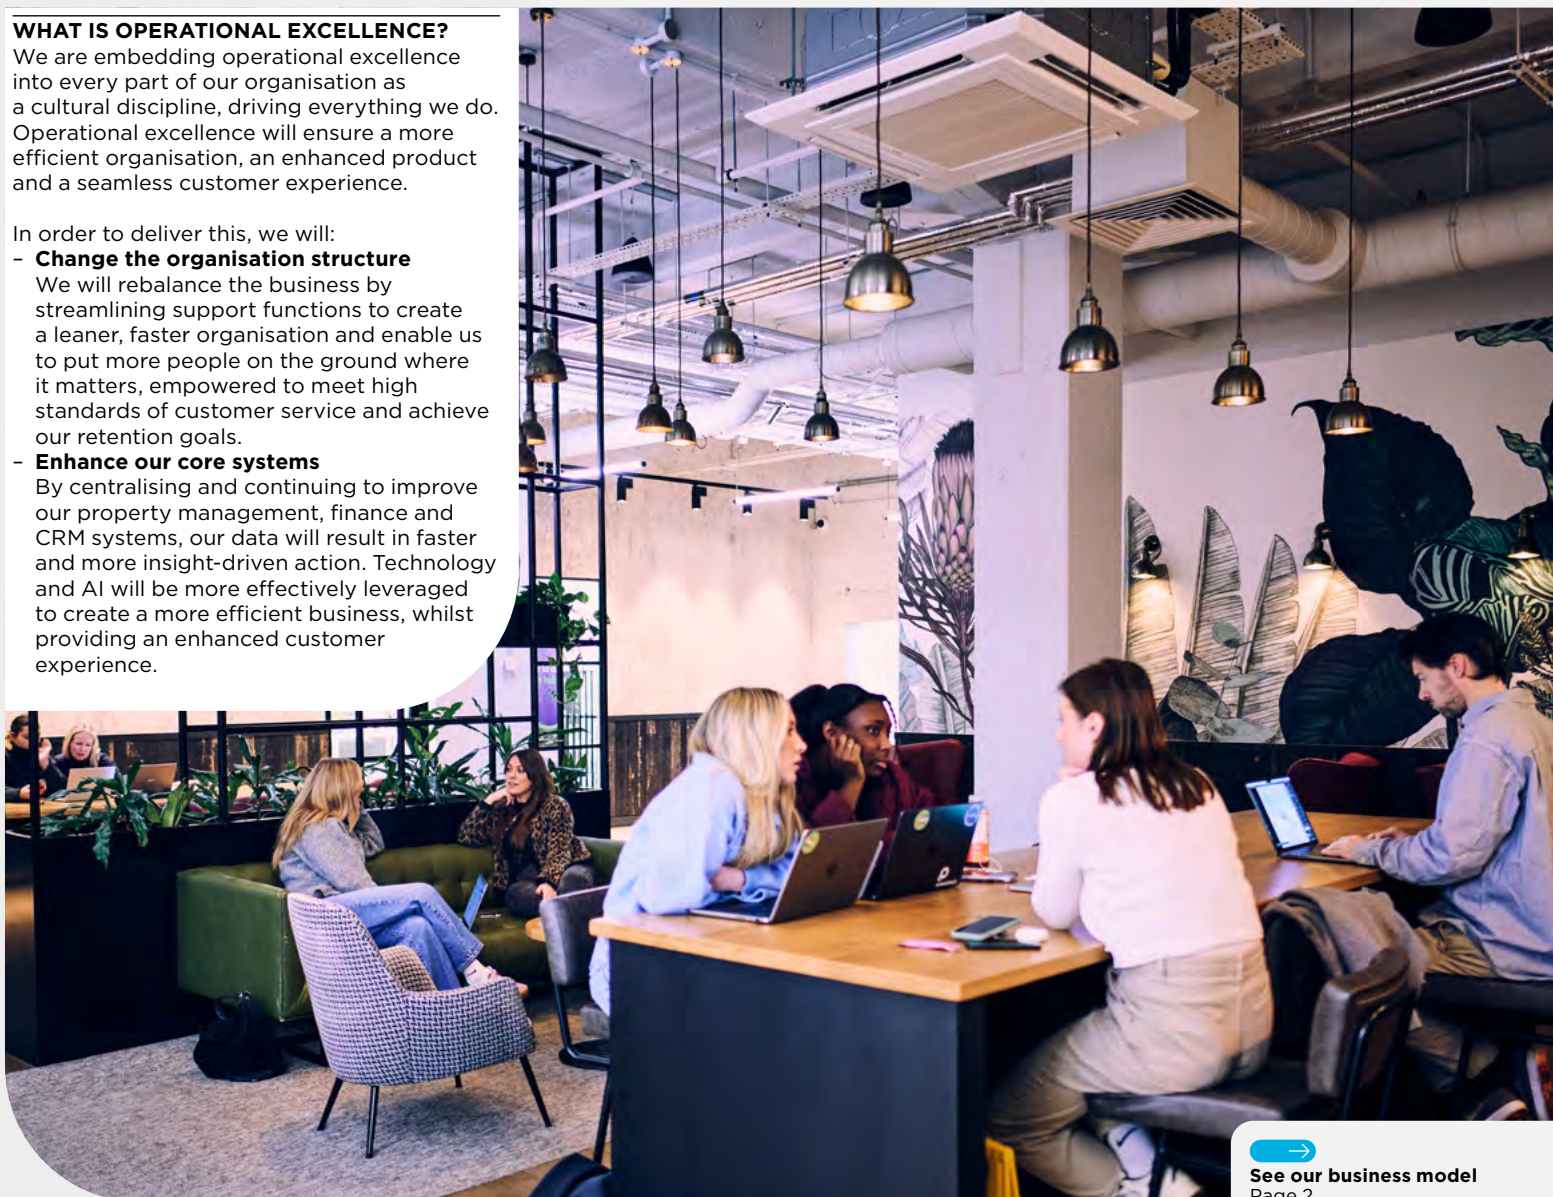 WHAT IS OPERATIONAL EXCELLENCE?
We are embedding operational excellence
into every part of our organisation as
a cultural discipline, driving everything we do.
Operational excellence will ensure a more
efficient organisation, an enhanced product
and a seamless customer experience.
In order to deliver this, we will:
– Change the organisation structure
We will rebalance the business by
streamlining support functions to create
a leaner, faster organisation and enable us
to put more people on the ground where
it matters, empowered to meet high
standards of customer service and achieve
our retention goals.
– Enhance our core systems
By centralising and continuing to improve
our property management, finance and
CRM systems, our data will result in faster
and more insight-driven action. Technology
and AI will be more effectively leveraged
to create a more efficient business, whilst
providing an enhanced customer
experience.
See our business model
Page 2